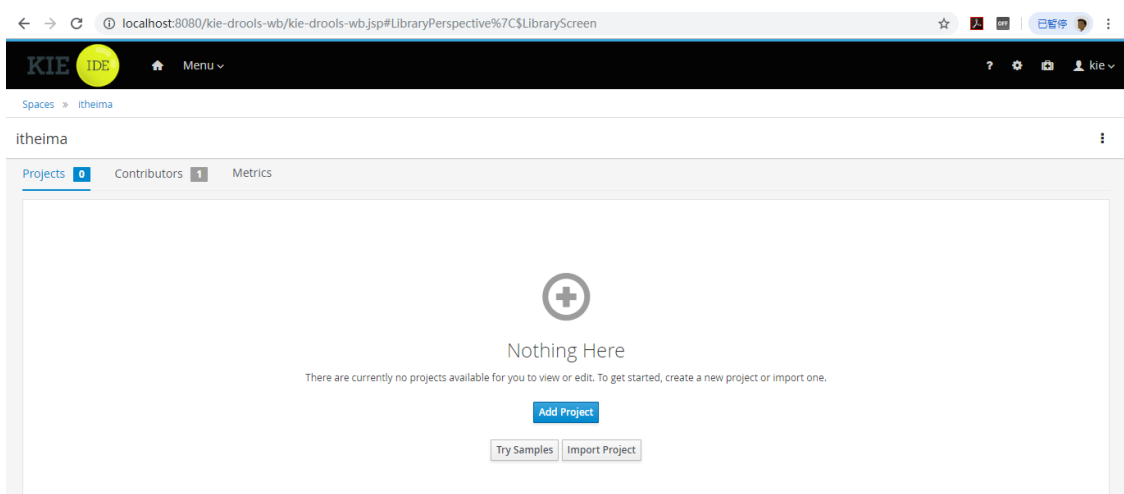 localhost:8080/kie-drools-wb/kie-drools-wb.jsp#LibraryPerspective%7C$LibraryScreen
OFF
已暂停
KIE IDE Menu ? kie
Spaces » itheima
itheima
Projects 0 Contributors 1 Metrics
Nothing Here
There are currently no projects available for you to view or edit. To get started, create a new project or import one.
Add Project
Try Samples Import Project